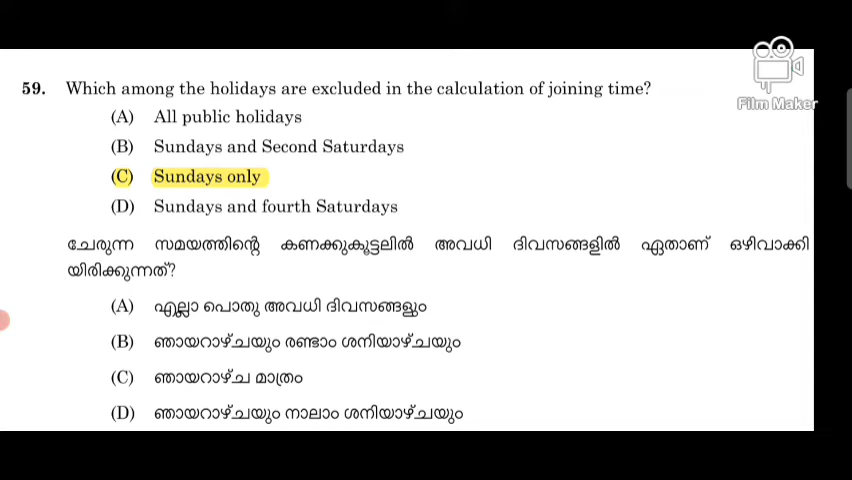 Film Maker
59. Which among the holidays are excluded in the calculation of joining time?
(A) All public holidays
(B) Sundays and Second Saturdays
(C) Sundays only
(D) Sundays and fourth Saturdays
ചേരുന്ന സമയത്തിന്റെ കണക്കുകൂട്ടലിൽ അവധി ദിവസങ്ങളിൽ ഏതാണ് ഒഴിവാക്കി
യിരിക്കുന്നത്?
(A) എല്ലാ പൊതു അവധി ദിവസങ്ങളും
(B) ഞായറാഴ്ചയും രണ്ടാം ശനിയാഴ്ചയും
(C) ഞായറാഴ്ച മാത്രം
(D) ഞായറാഴ്ചയും നാലാം ശനിയാഴ്ചയും